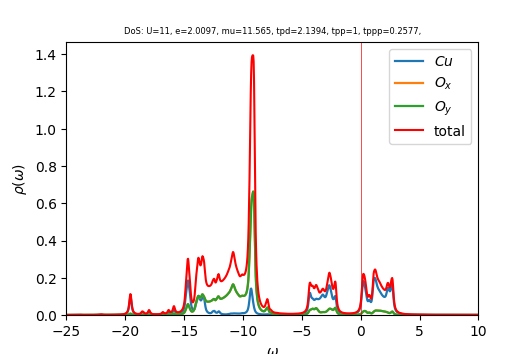 DoS: U=11, e=2.0097, mu=11.565, tpd=2.1394, tpp=1, tppp=0.2577,
ρ(ω)
1.4
1.2
1.0
0.8
0.6
0.4
0.2
0.0
Cu
Oₓ
O_y
total
−25 −20 −15 −10 −5 0 5 10
ω